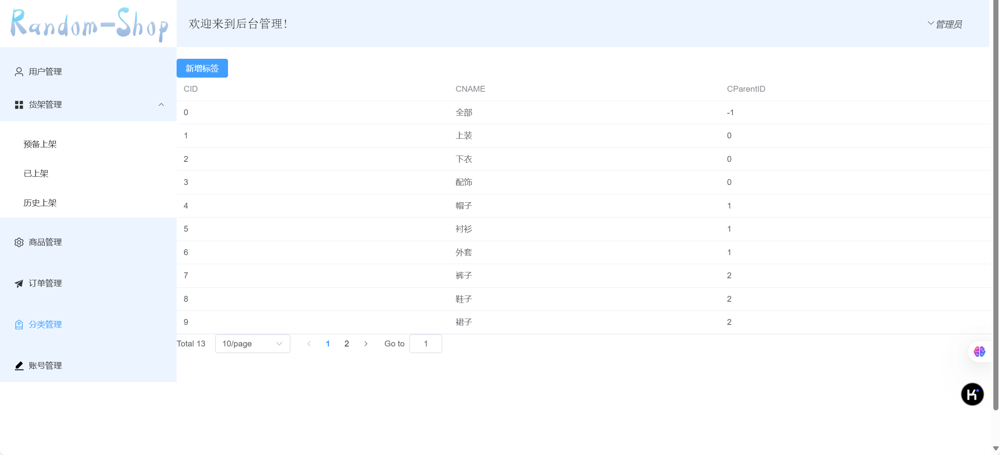 Random-Shop
欢迎来到后台管理！
管理员
用户管理
货架管理
预备上架
已上架
历史上架
商品管理
订单管理
分类管理
账号管理
新增标签
CID CNAME CParentID
0 全部 -1
1 上装 0
2 下衣 0
3 配饰 0
4 帽子 1
5 衬衫 1
6 外套 1
7 裤子 2
8 鞋子 2
9 裙子 2
Total 13 10/page 1 2 Go to 1
K